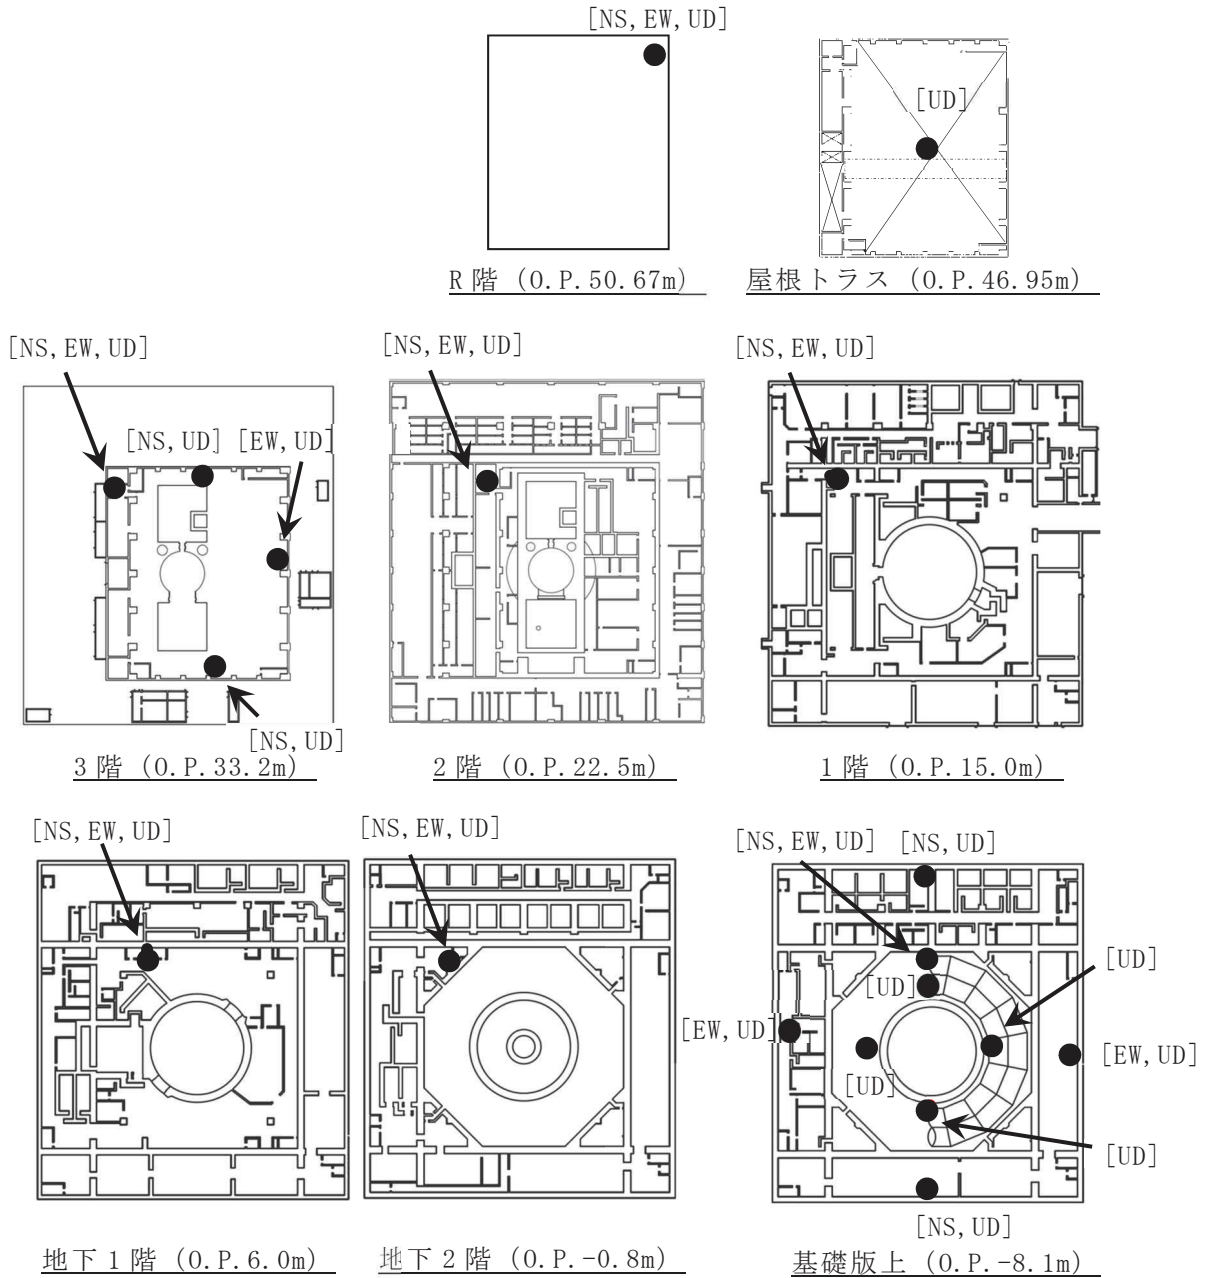 [NS,EW,UD]
[UD]
R階 (O.P.50.67m)
屋根トラス (O.P.46.95m)
[NS,EW,UD]
[NS,UD]
[EW,UD]
[NS,UD]
3階 (O.P.33.2m)
[NS,EW,UD]
2階 (O.P.22.5m)
[NS,EW,UD]
1階 (O.P.15.0m)
[NS,EW,UD]
地下1階 (O.P.6.0m)
[NS,EW,UD]
地下2階 (O.P.-0.8m)
[NS,EW,UD]
[NS,UD]
[UD]
[UD]
[EW,UD]
[EW,UD]
[UD]
[UD]
[NS,UD]
基礎版上 (O.P.-8.1m)